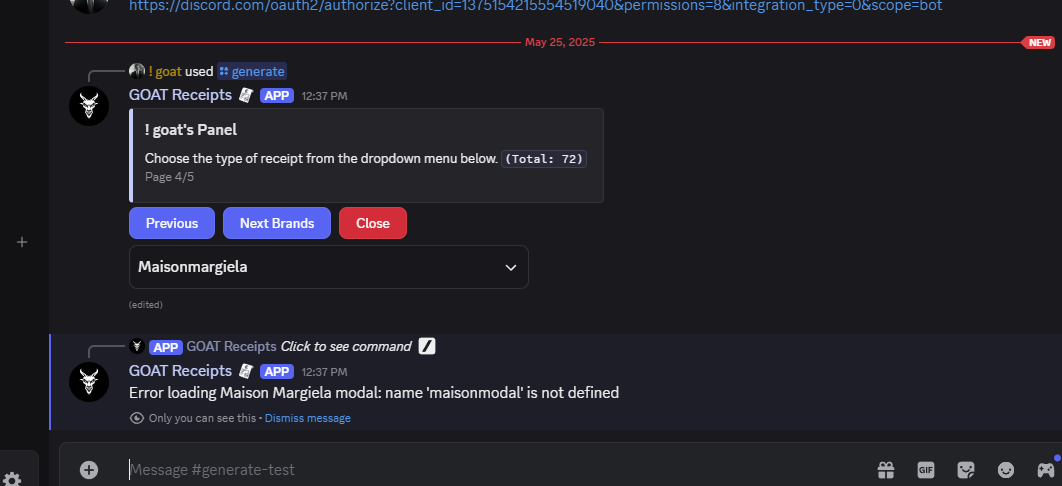 https://discord.com/oauth2/authorize?client_id=1375154215554519040&permissions=8&integration_type=0&scope=bot
May 25, 2025 NEW
! goat used generate
GOAT Receipts APP 12:37 PM
! goat's Panel
Choose the type of receipt from the dropdown menu below. (Total: 72)
Page 4/5
Previous Next Brands Close
Maisonmargiela
(edited)
APP GOAT Receipts Click to see command
GOAT Receipts APP 12:37 PM
Error loading Maison Margiela modal: name 'maisonmodal' is not defined
Only you can see this • Dismiss message
Message #generate-test
GIF